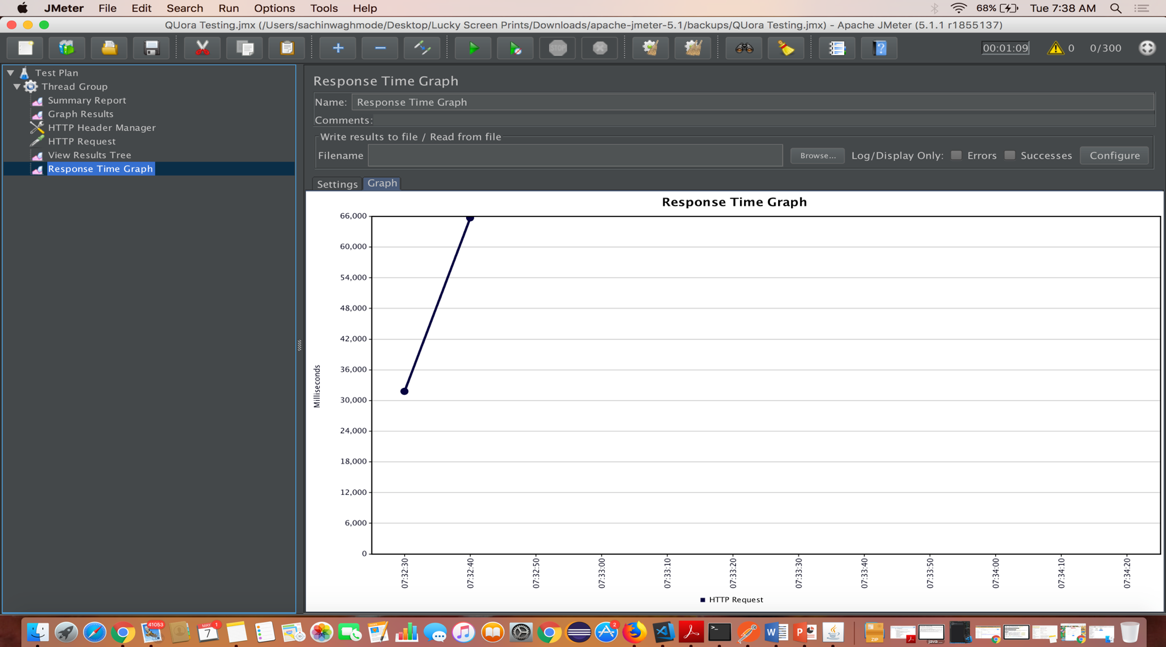 JMeter File Edit Search Run Options Tools Help 68% Tue 7:38 AM
QUora Testing.jmx (/Users/sachinwaghmode/Desktop/Lucky Screen Prints/Downloads/apache-jmeter-5.1/backups/QUora Testing.jmx) - Apache JMeter (5.1.1 r1855137)
00:01:09 0 0/300
Test Plan
Thread Group
Summary Report
Graph Results
HTTP Header Manager
HTTP Request
View Results Tree
Response Time Graph
Response Time Graph
Name: Response Time Graph
Comments:
Write results to file / Read from file
Filename Browse... Log/Display Only: Errors Successes Configure
Settings Graph
Response Time Graph
66,000
60,000
54,000
48,000
42,000
36,000
30,000
24,000
18,000
12,000
6,000
0
Milliseconds
07:32:30 07:32:40 07:32:50 07:33:00 07:33:10 07:33:20 07:33:30 07:33:40 07:33:50 07:34:00 07:34:10 07:34:20
HTTP Request